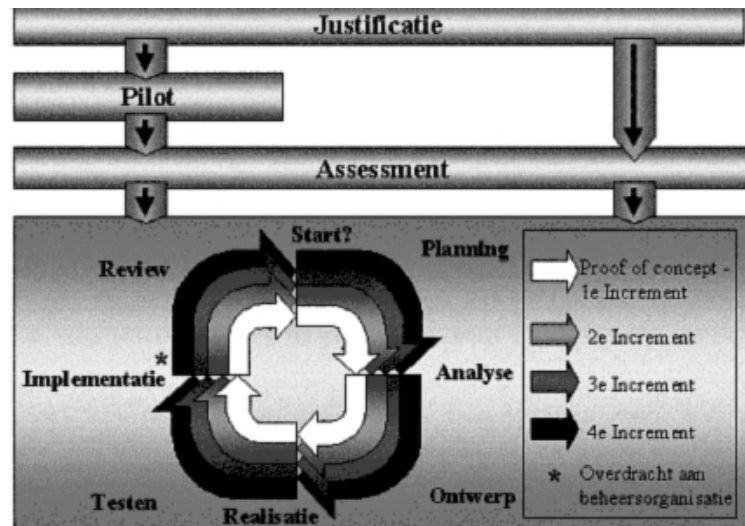 Justificatie
Pilot
Assessment
Start?
Planning
Review
*
Implementatie
Analyse
Testen
Realisatie
Ontwerp
Proof of concept -
1e Increment
2e Increment
3e Increment
4e Increment
* Overdracht aan
beheersorganisatie